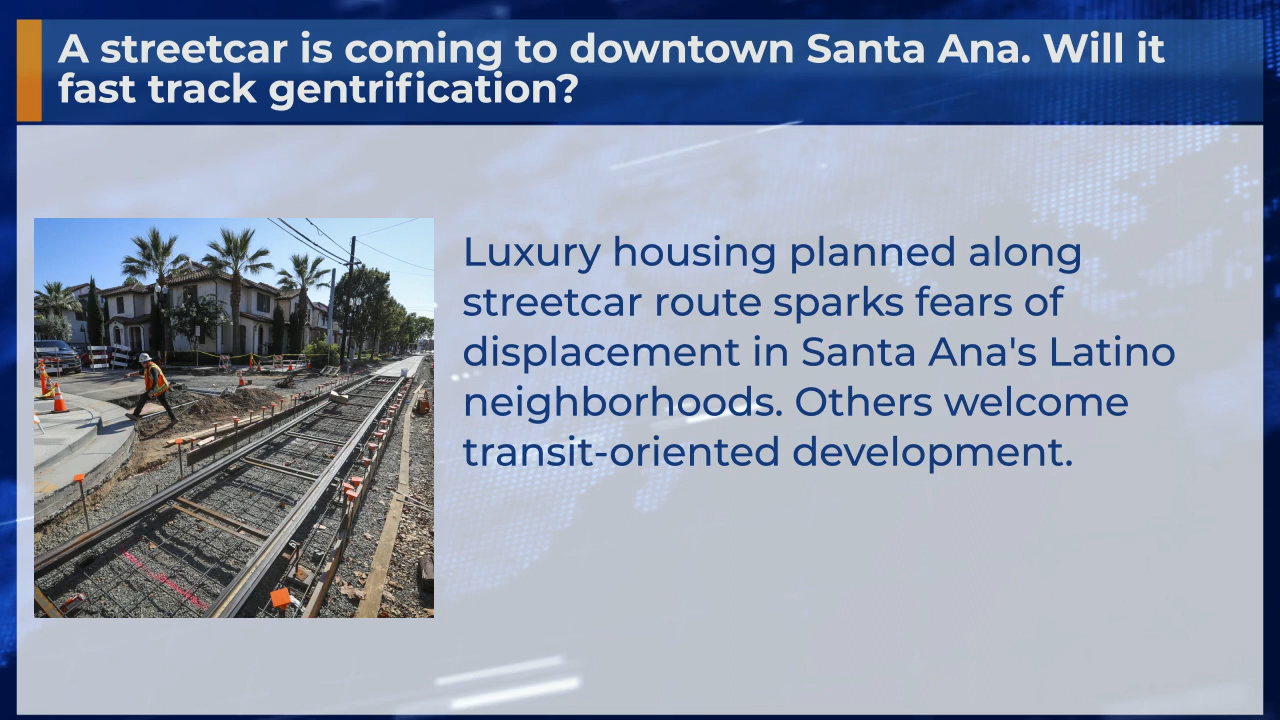 A streetcar is coming to downtown Santa Ana. Will it
fast track gentrification?
Luxury housing planned along
streetcar route sparks fears of
displacement in Santa Ana's Latino
neighborhoods. Others welcome
transit-oriented development.